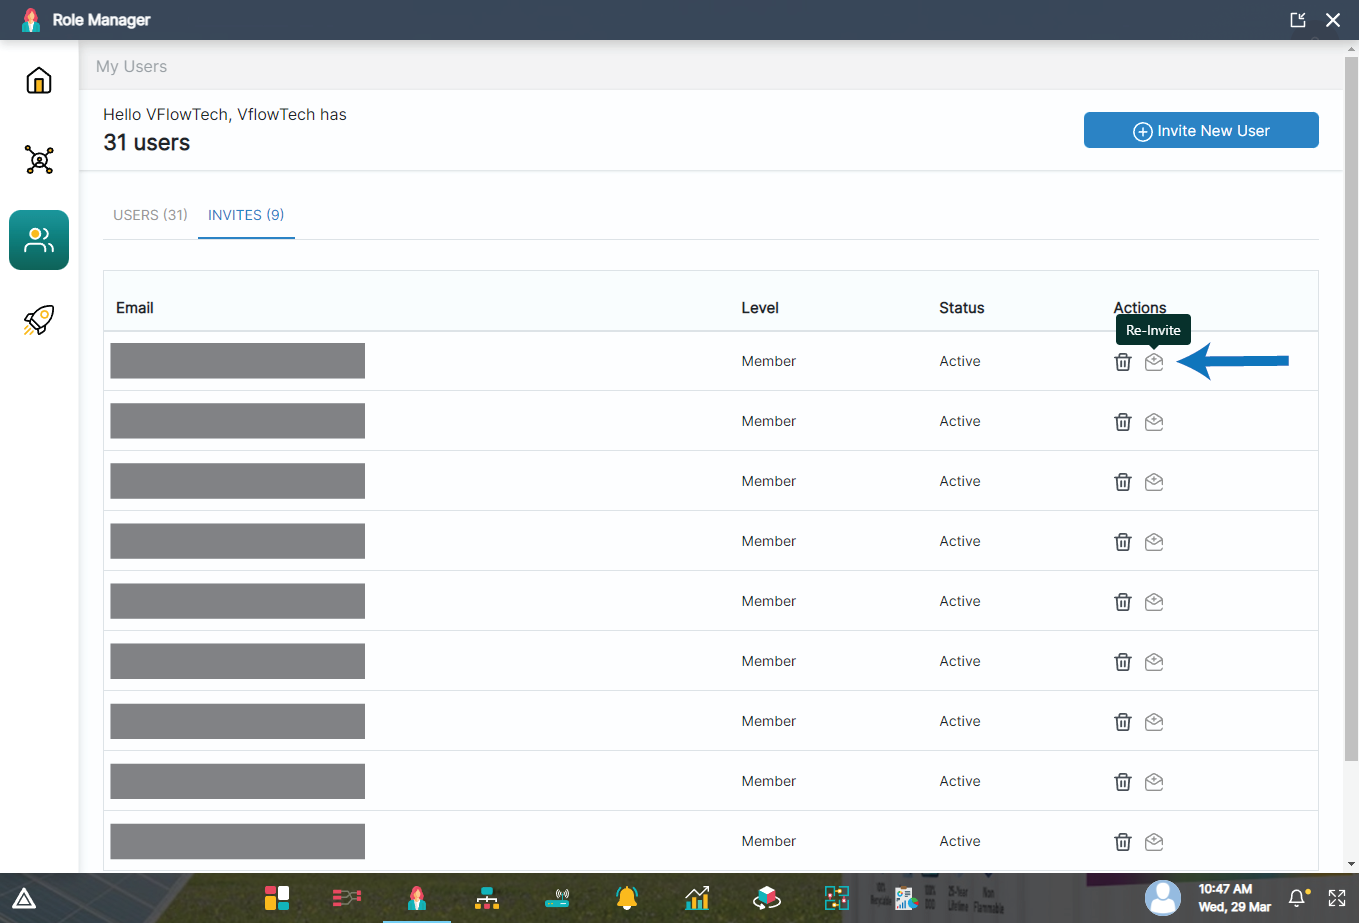 Role Manager
My Users
Hello VFlowTech, VflowTech has
31 users
Invite New User
USERS (31) INVITES (9)
Email Level Status Actions
Re-Invite
Member Active
Member Active
Member Active
Member Active
Member Active
Member Active
Member Active
Member Active
Member Active
10:47 AM
Wed, 29 Mar